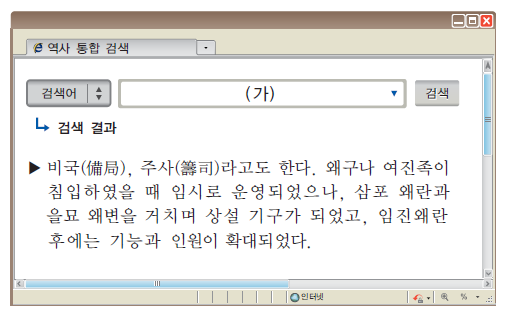 역사 통합 검색
검색어 (가) 검색
검색 결과
▶ 비국(備局), 주사(籌司)라고도 한다. 왜구나 여진족이
침입하였을 때 임시로 운영되었으나, 삼포 왜란과
을묘 왜변을 거치며 상설 기구가 되었고, 임진왜란
후에는 기능과 인원이 확대되었다.
인터넷 %